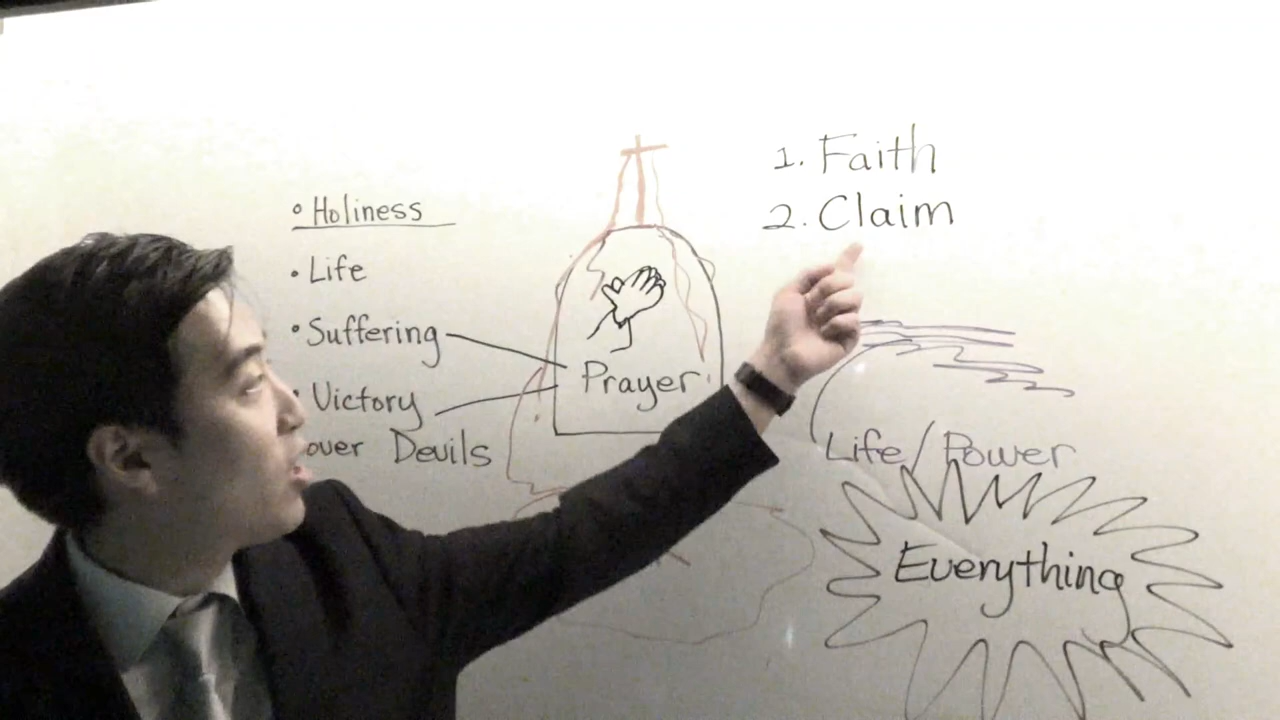 • Holiness
• Life
• Suffering
• Victory
over Devils
Prayer
1. Faith
2. Claim
Life/Power
Everything